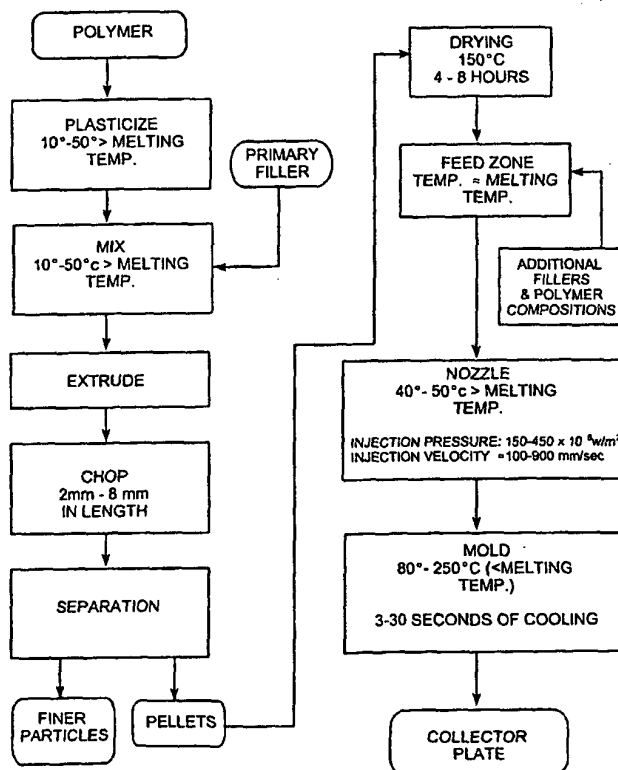 POLYMER
PLASTICIZE
10°-50°> MELTING
TEMP.
PRIMARY
FILLER
MIX
10°-50°c > MELTING
TEMP.
EXTRUDE
CHOP
2mm - 8 mm
IN LENGTH
SEPARATION
FINER
PARTICLES
PELLETS
DRYING
150°C
4 - 8 HOURS
FEED ZONE
TEMP. ≈ MELTING
TEMP.
ADDITIONAL
FILLERS
& POLYMER
COMPOSITIONS
NOZZLE
40°- 50°c > MELTING
TEMP.
INJECTION PRESSURE: 150-450 x
INJECTION VELOCITY =100-900 mm/sec
MOLD
80°- 250°C (<MELTING
TEMP.)
3-30 SECONDS OF COOLING
COLLECTOR
PLATE